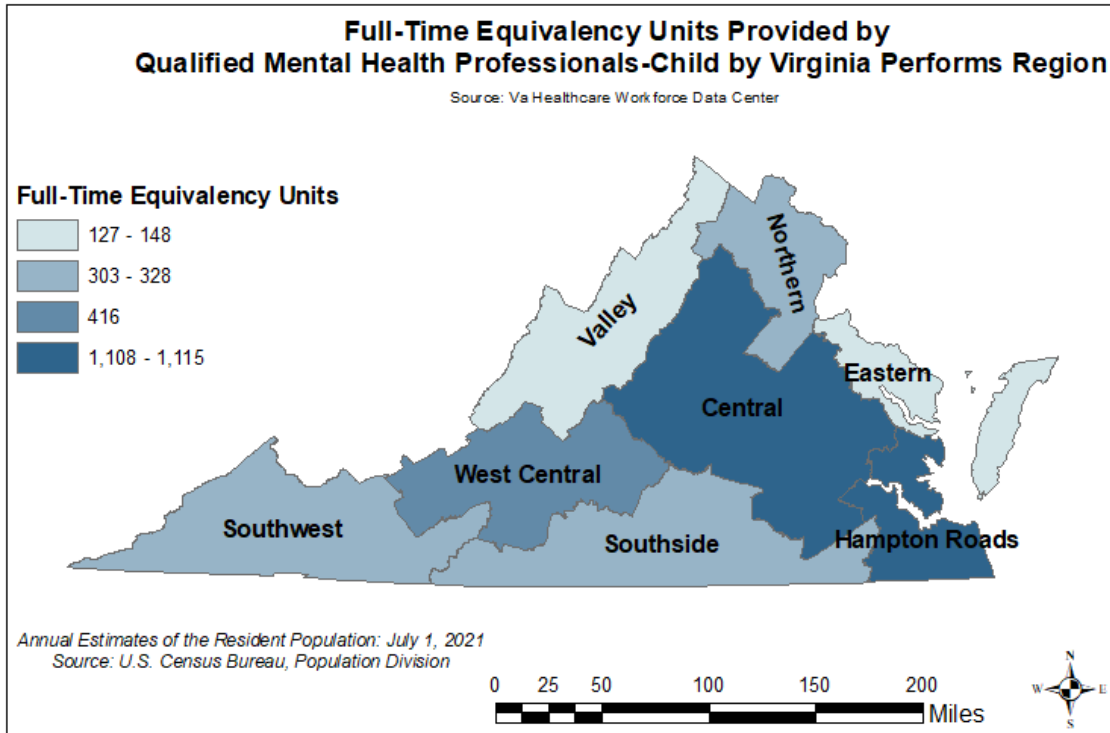 Full-Time Equivalency Units Provided by
Qualified Mental Health Professionals-Child by Virginia Performs Region
Source: Va Healthcare Workforce Data Center
Full-Time Equivalency Units
127 - 148
303 - 328
416
1,108 - 1,115
Northern
Valley
Eastern
Central
West Central
Southwest
Southside
Hampton Roads
Annual Estimates of the Resident Population: July 1, 2021
Source: U.S. Census Bureau, Population Division
0 25 50 100 150 200
Miles
N
W E
S